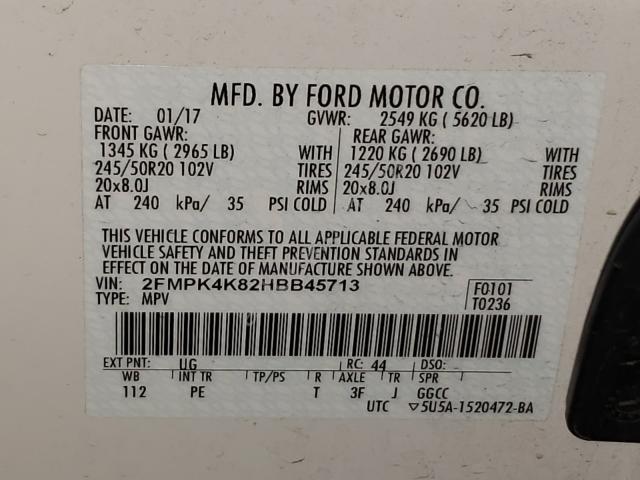 MFD. BY FORD MOTOR CO.
DATE: 01/17 GVWR: 2549 KG ( 5620 LB)
FRONT GAWR: REAR GAWR:
1345 KG ( 2965 LB) WITH 1220 KG ( 2690 LB) WITH
245/50R20 102V TIRES 245/50R20 102V TIRES
20x8.0J RIMS 20x8.0J RIMS
AT 240 kPa/ 35 PSI COLD AT 240 kPa/ 35 PSI COLD
THIS VEHICLE CONFORMS TO ALL APPLICABLE FEDERAL MOTOR
VEHICLE SAFETY AND THEFT PREVENTION STANDARDS IN
EFFECT ON THE DATE OF MANUFACTURE SHOWN ABOVE.
VIN: 2FMPK4K82HBB45713 F0101
TYPE: MPV T0236
EXT PNT: UG RC: 44 DSO:
WB INT TR TP/PS R AXLE TR SPR
112 PE T 3F J GGCC
UTC ▽5U5A-1520472-BA